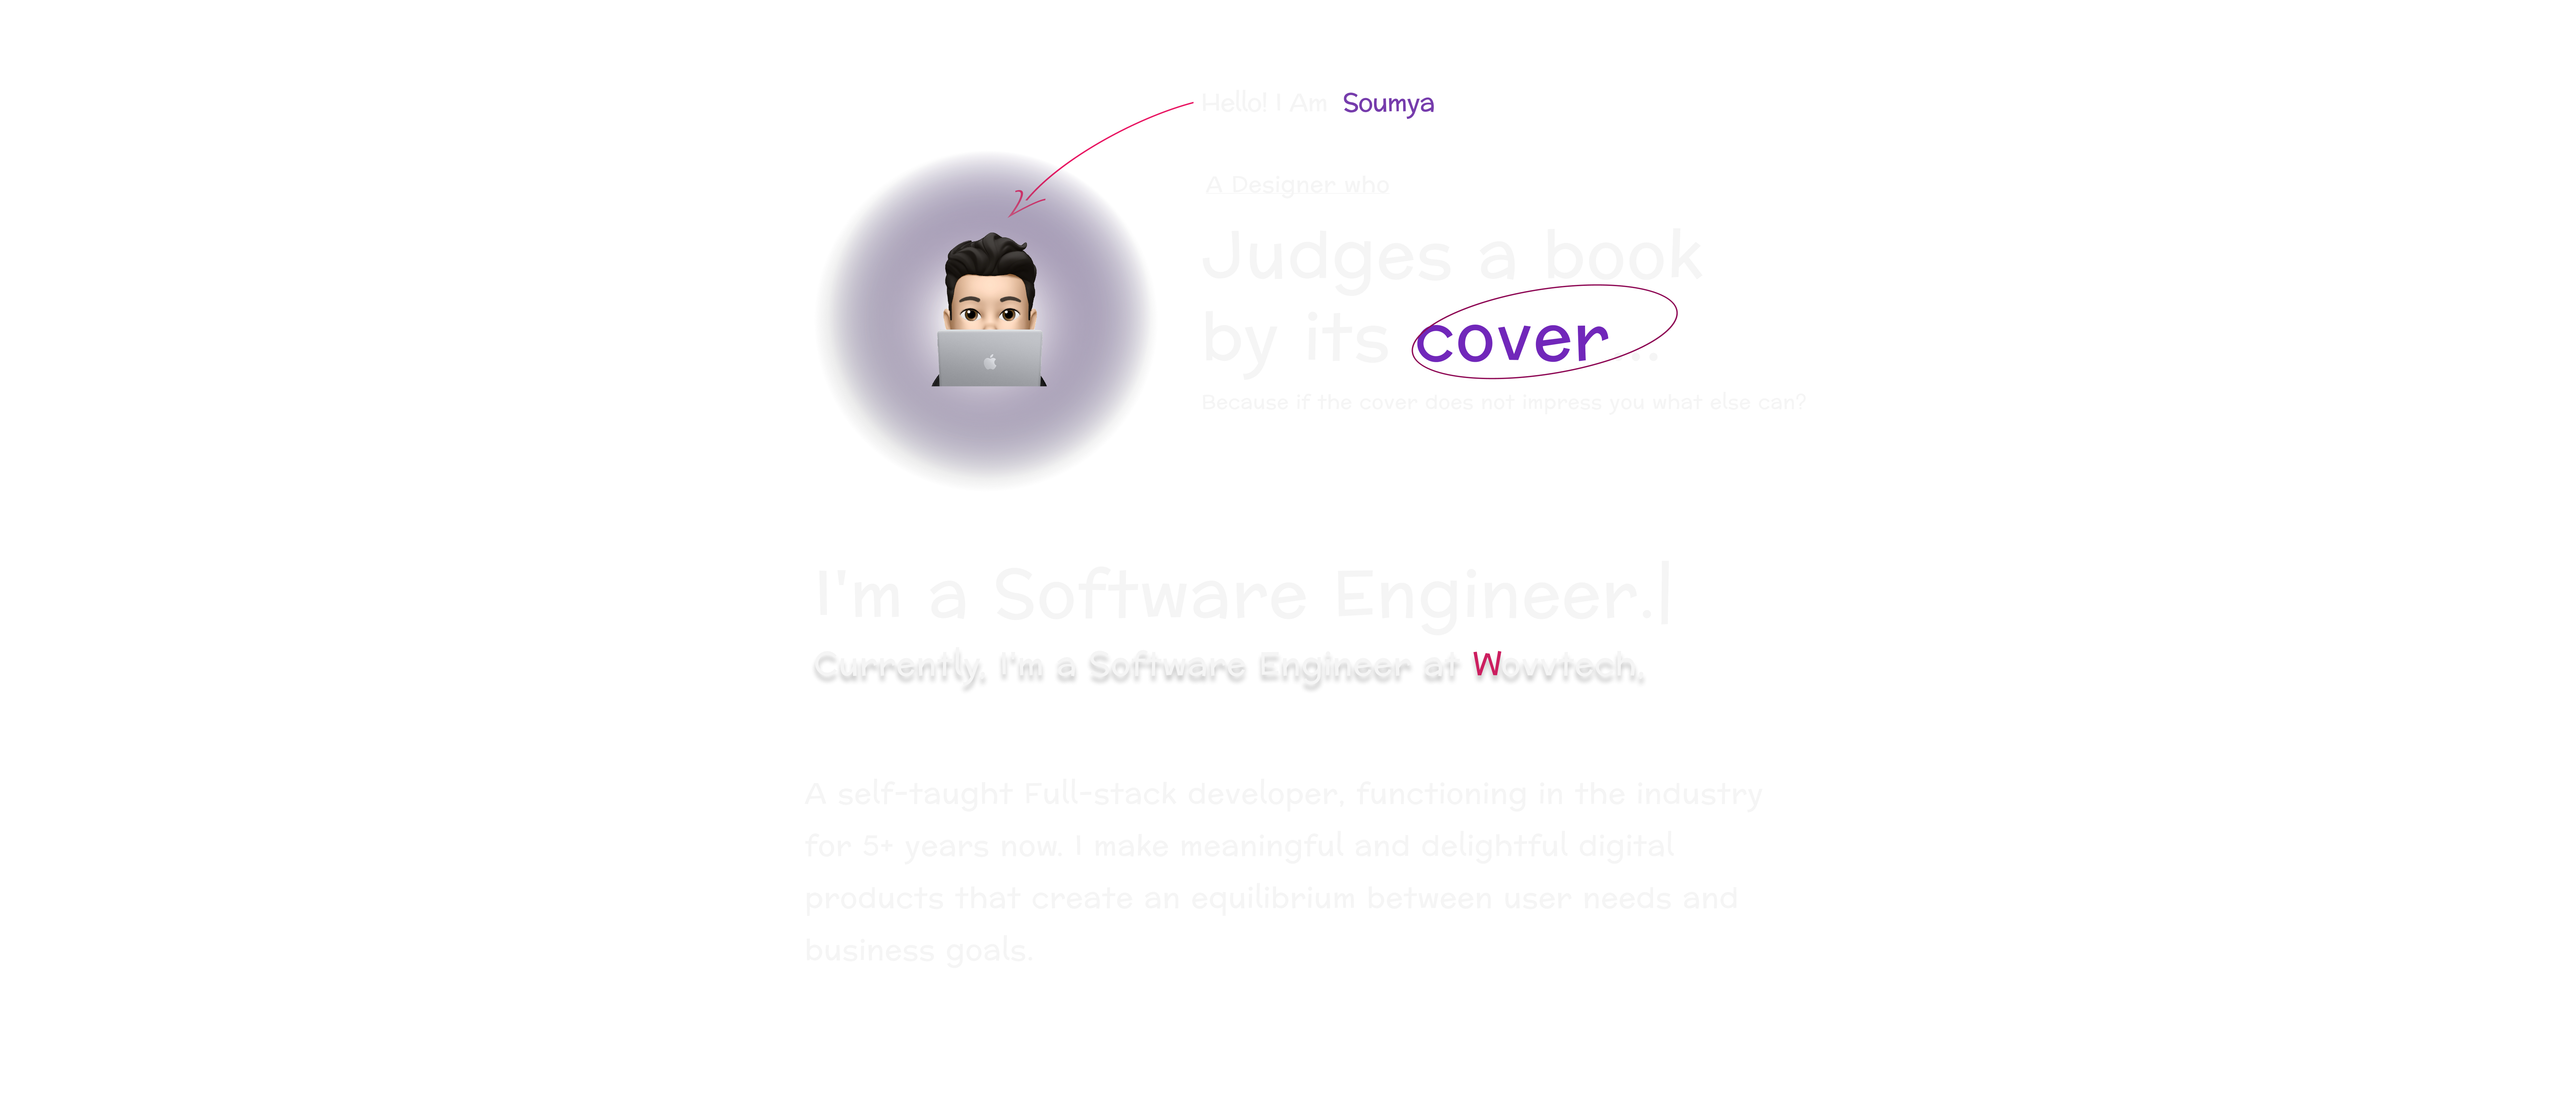 Hello! I Am Soumya
A Designer who
Judges a book
by its cover ..
Because if the cover does not impress you what else can?
I'm a Software Engineer.|
Currently, I'm a Software Engineer at Wovvtech,
A self-taught Full-stack developer, functioning in the industry
for 5+ years now. I make meaningful and delightful digital
products that create an equilibrium between user needs and
business goals.